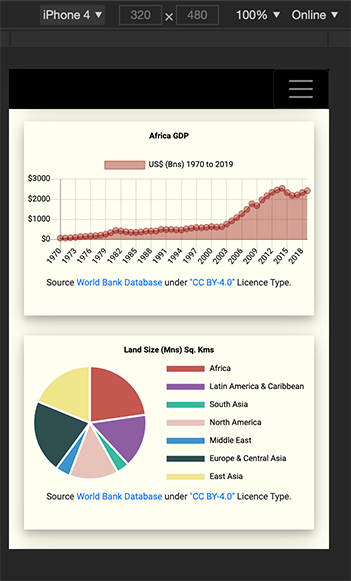 iPhone 4 ▼ 320 × 480 100% ▼ Online ▼
Africa GDP
US$ (Bns) 1970 to 2019
$3000
$2000
$1000
$0
1970 1973 1976 1979 1982 1985 1988 1991 1994 1997 2000 2003 2006 2009 2012 2015 2018
Source World Bank Database under "CC BY-4.0" Licence Type.
Land Size (Mns) Sq. Kms
Africa
Latin America & Caribbean
South Asia
North America
Middle East
Europe & Central Asia
East Asia
Source World Bank Database under "CC BY-4.0" Licence Type.